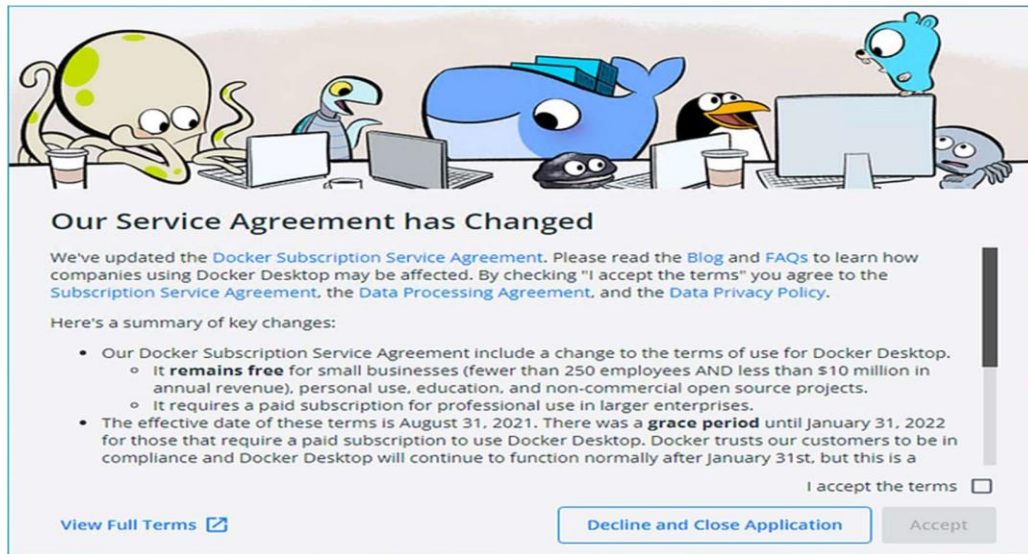 Our Service Agreement has Changed
We've updated the Docker Subscription Service Agreement. Please read the Blog and FAQs to learn how
companies using Docker Desktop may be affected. By checking "I accept the terms" you agree to the
Subscription Service Agreement, the Data Processing Agreement, and the Data Privacy Policy.
Here's a summary of key changes:
• Our Docker Subscription Service Agreement include a change to the terms of use for Docker Desktop.
◦ It remains free for small businesses (fewer than 250 employees AND less than $10 million in
annual revenue), personal use, education, and non-commercial open source projects.
◦ It requires a paid subscription for professional use in larger enterprises.
• The effective date of these terms is August 31, 2021. There was a grace period until January 31, 2022
for those that require a paid subscription to use Docker Desktop. Docker trusts our customers to be in
compliance and Docker Desktop will continue to function normally after January 31st, but this is a
I accept the terms
View Full Terms
Decline and Close Application
Accept